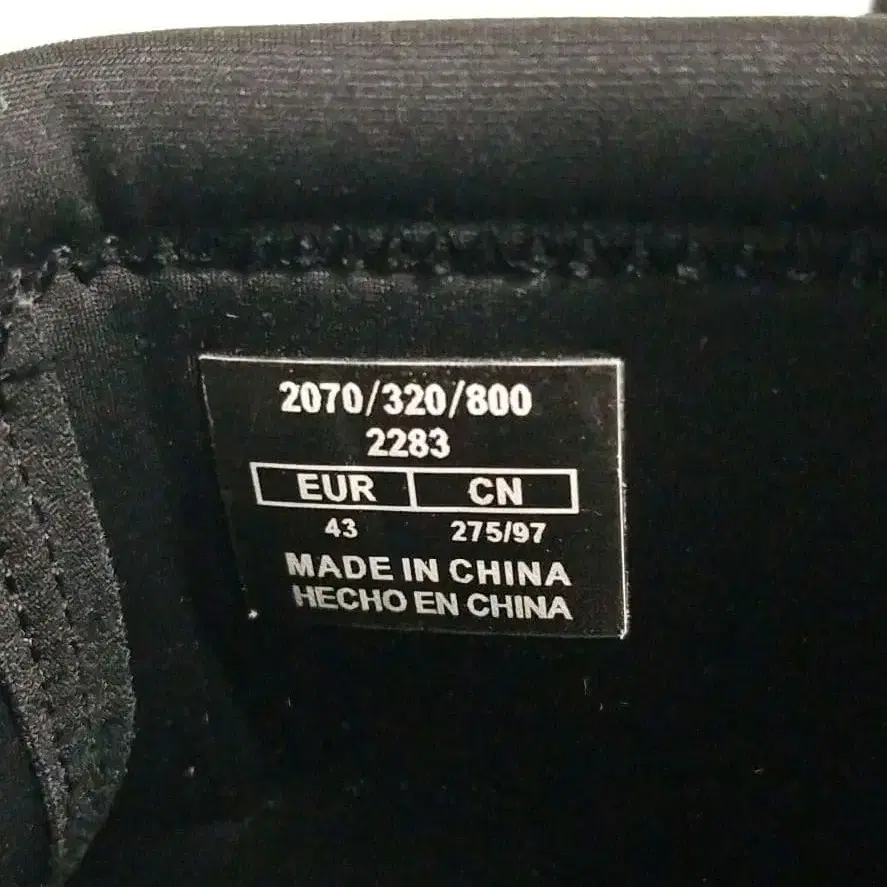 2070/320/800
2283
EUR CN
43 275/97
MADE IN CHINA
HECHO EN CHINA